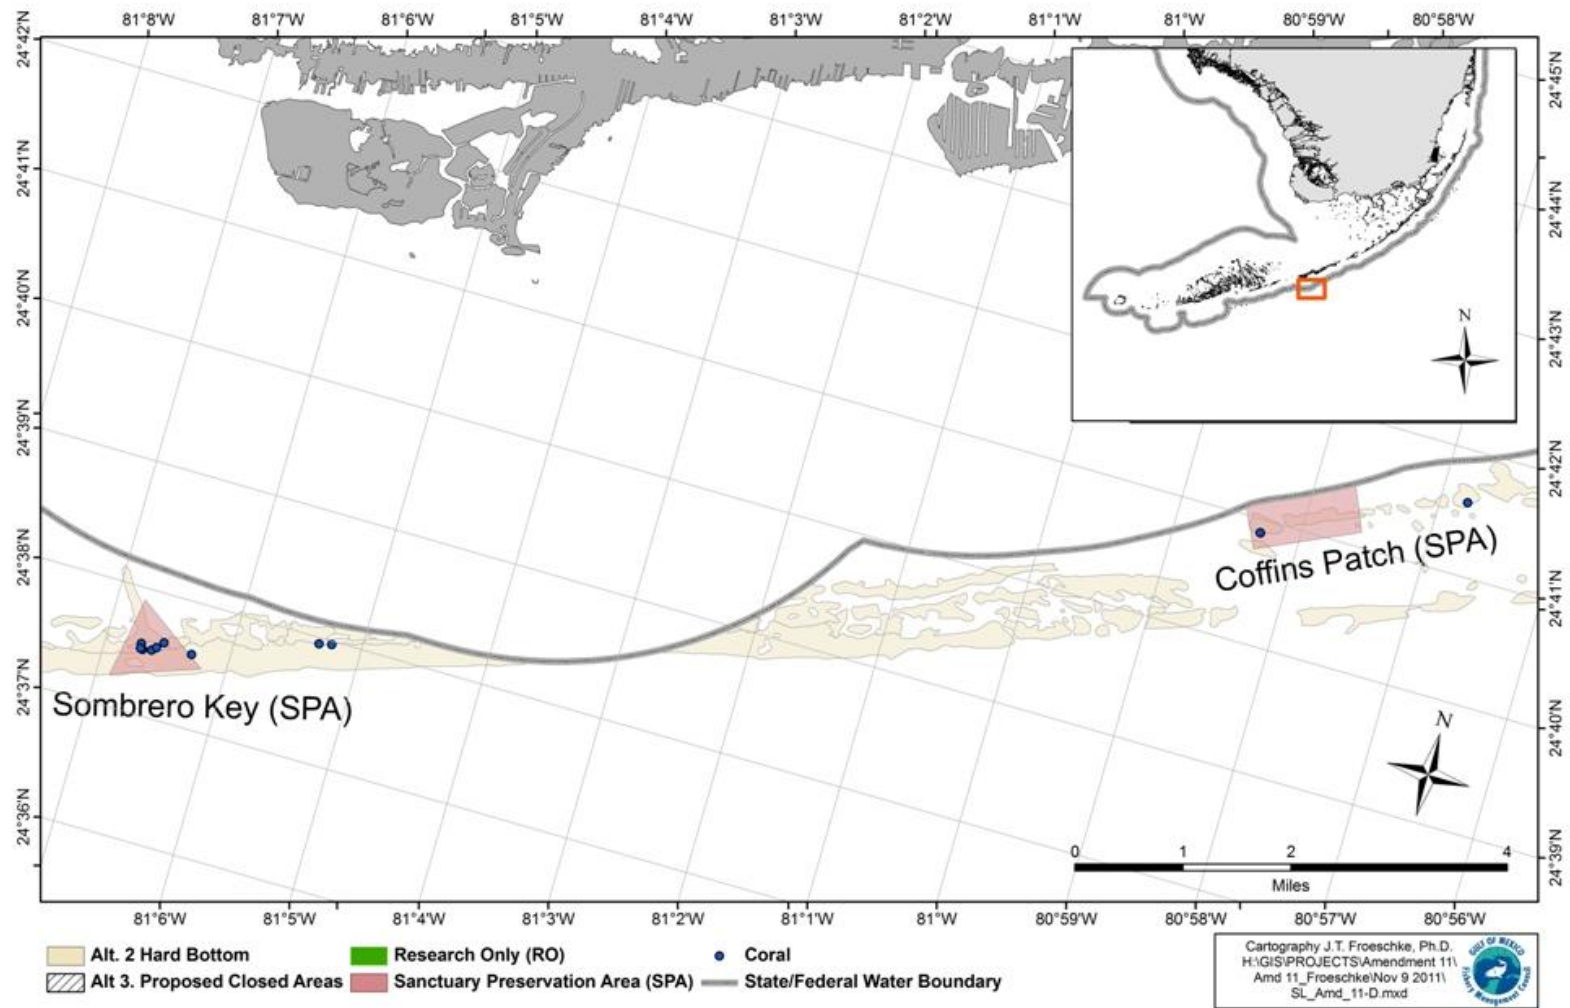 81°8'W 81°7'W 81°6'W 81°5'W 81°4'W 81°3'W 81°2'W 81°1'W 81°W 80°59'W 80°58'W
24°42'N
24°41'N
24°40'N
24°39'N
24°38'N
24°37'N
24°36'N
24°45'N
24°44'N
24°43'N
24°42'N
24°41'N
24°40'N
24°39'N
N
Coffins Patch (SPA)
Sombrero Key (SPA)
N
0 1 2 4
Miles
81°6'W 81°5'W 81°4'W 81°3'W 81°2'W 81°1'W 81°W 80°59'W 80°58'W 80°57'W 80°56'W
Alt. 2 Hard Bottom
Alt 3. Proposed Closed Areas
Research Only (RO)
Sanctuary Preservation Area (SPA)
Coral
State/Federal Water Boundary
Cartography J.T. Froeschke, Ph.D.
H:\GIS\PROJECTS\Amendment 11\
Amd 11_Froeschke\Nov 9 2011\
SL_Amd_11-D.mxd
GULF OF MEXICO
Fishery Management Council